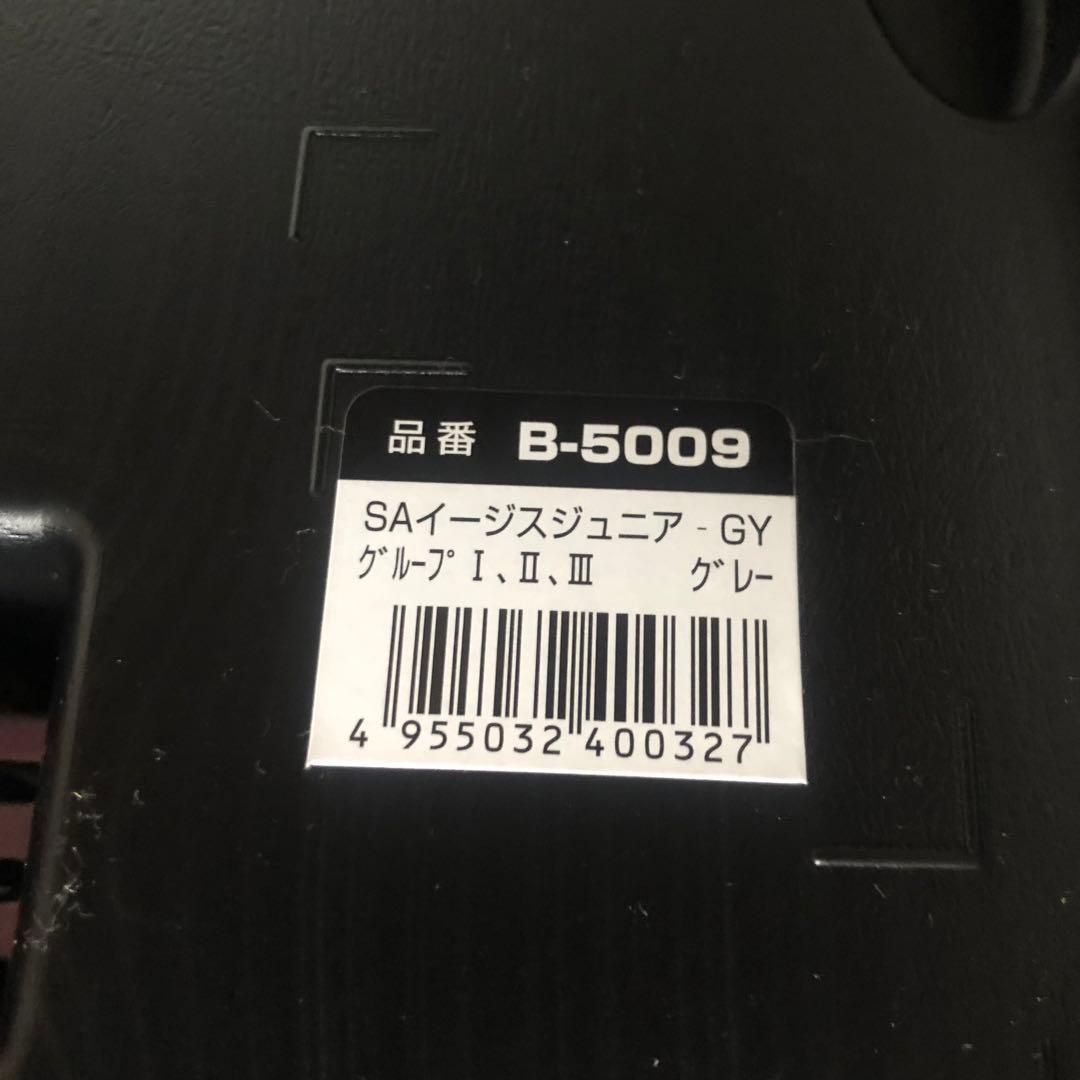 品番 B-5009
SAイージスジュニア - GY
ｸﾞﾙｰﾌﾟ Ⅰ、Ⅱ、Ⅲ ｸﾞﾚｰ
4 955032 400327